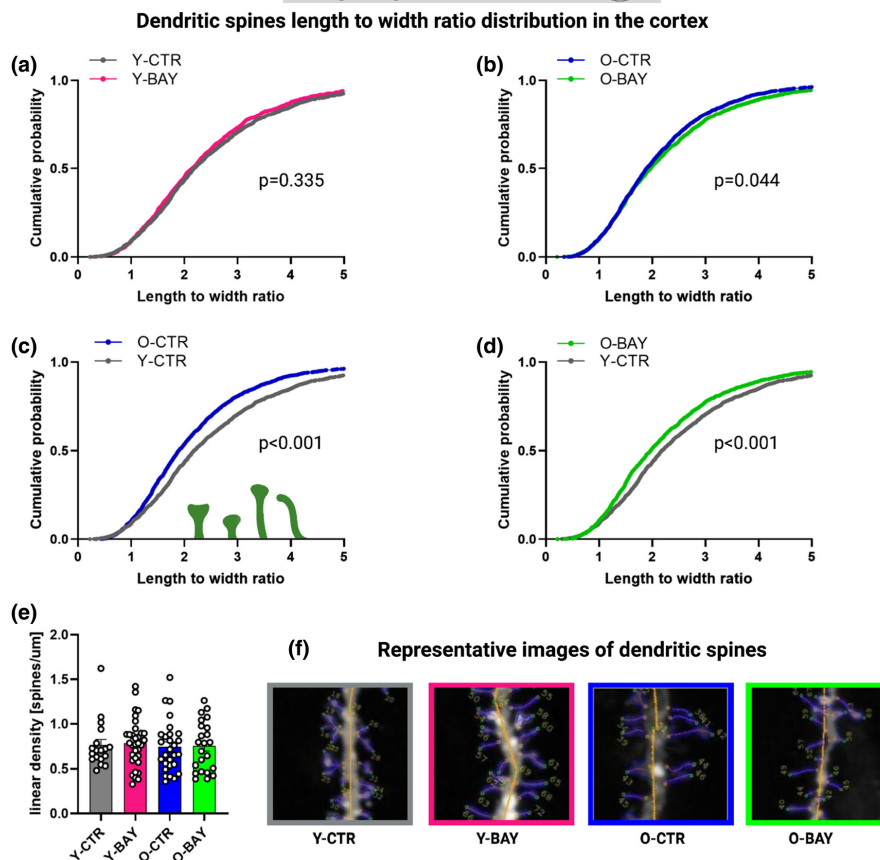 Dendritic spines length to width ratio distribution in the cortex
(a)
Y-CTR
Y-BAY
Cumulative probability
1.0
0.5
0.0
p=0.335
0 1 2 3 4 5
Length to width ratio
(b)
O-CTR
O-BAY
Cumulative probability
1.0
0.5
0.0
p=0.044
0 1 2 3 4 5
Length to width ratio
(c)
O-CTR
Y-CTR
Cumulative probability
1.0
0.5
0.0
p<0.001
0 1 2 3 4 5
Length to width ratio
(d)
O-BAY
Y-CTR
Cumulative probability
1.0
0.5
0.0
p<0.001
0 1 2 3 4 5
Length to width ratio
(e)
linear density [spines/um]
2.0
1.5
1.0
0.5
0.0
Y-CTR
Y-BAY
O-CTR
O-BAY
(f)
Representative images of dendritic spines
Y-CTR
Y-BAY
O-CTR
O-BAY